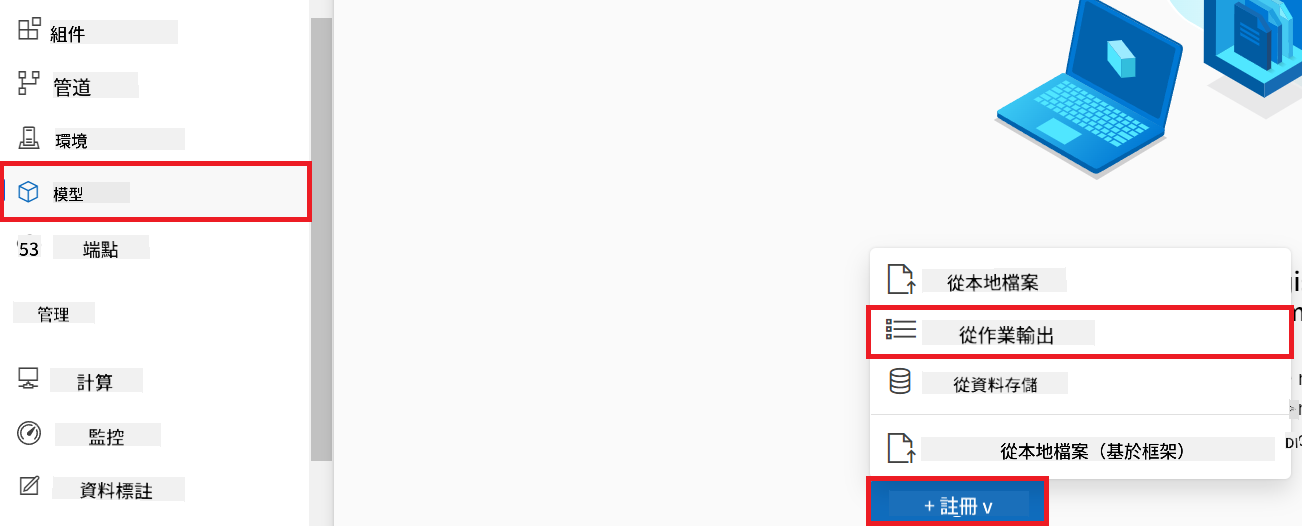 組件
管道
環境
模型
'53 端點
管理
計算
監控
資料標註
從本地檔案
從作業輸出
從資料存儲
從本地檔案（基於框架）
+ 註冊 v